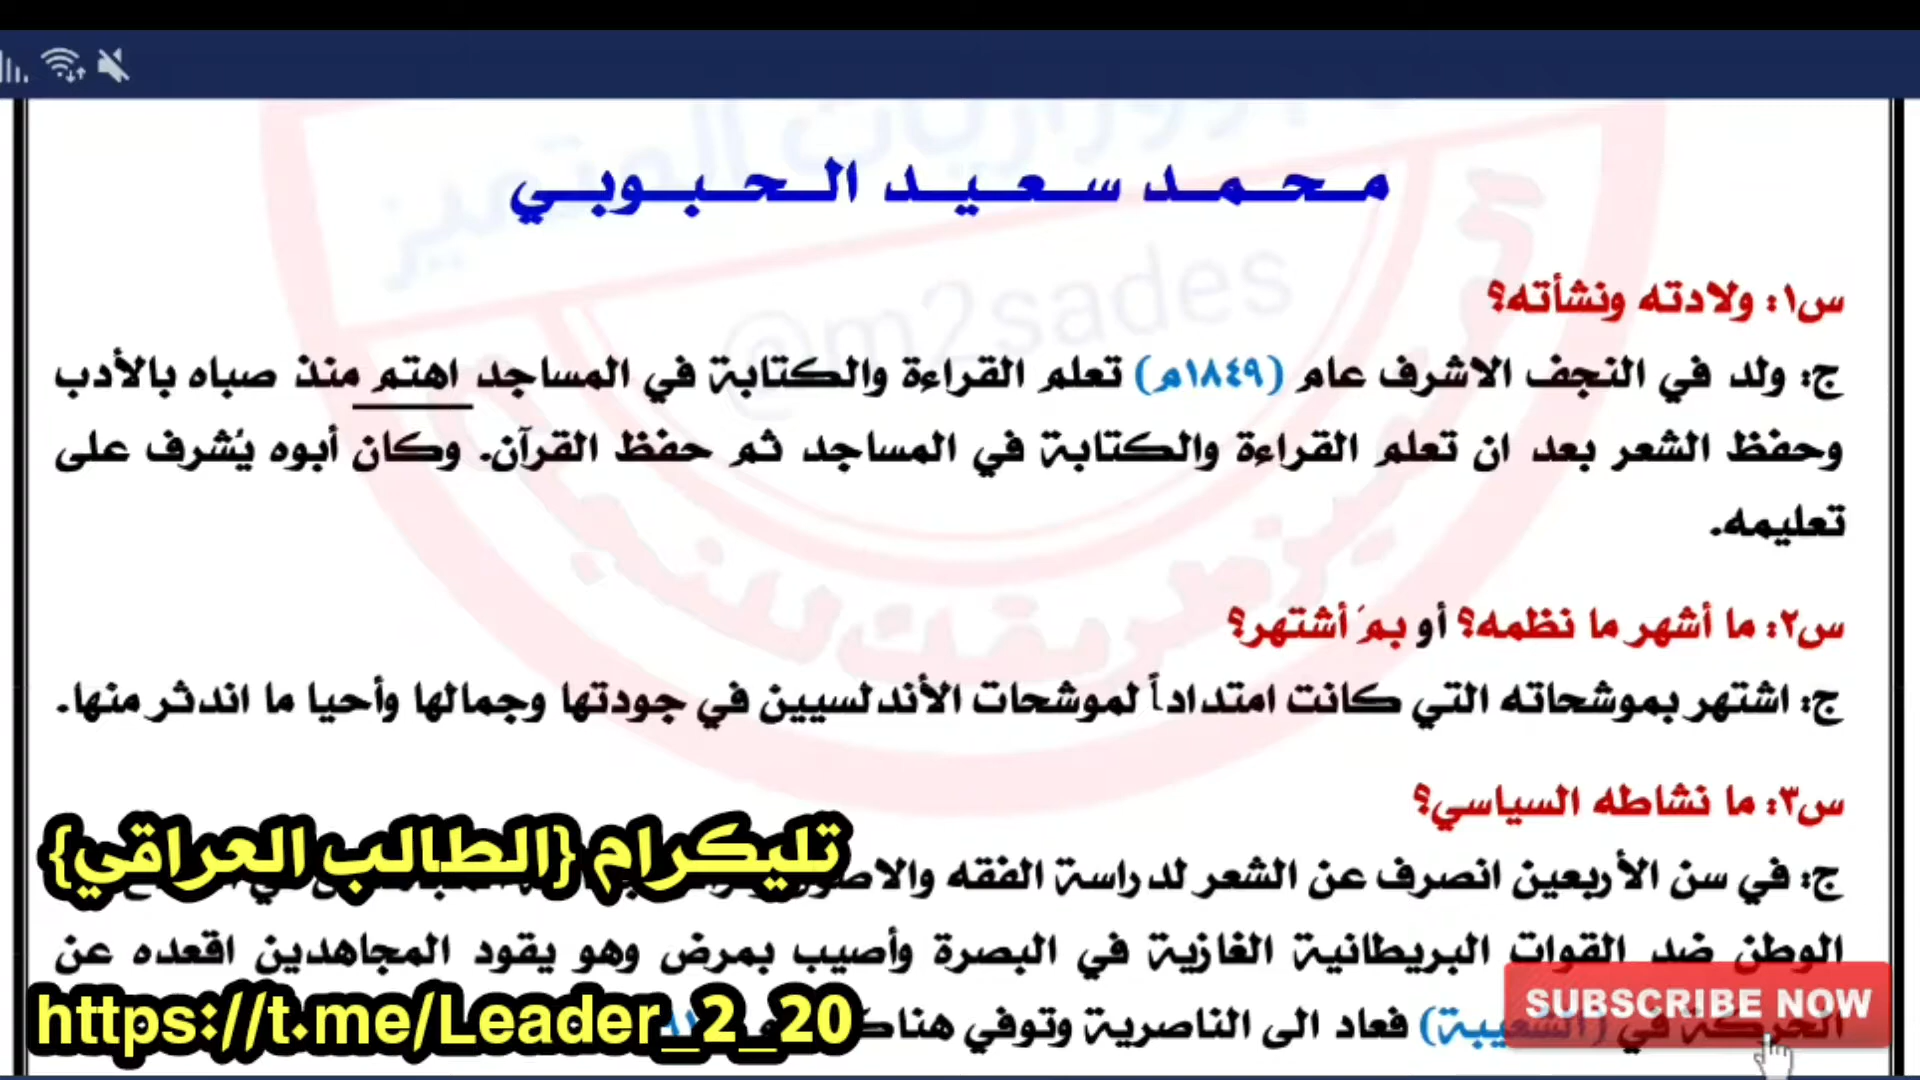 محمد سعيد الحبوبي
@m2sades
س١: ولادته ونشأته؟
ج: ولد في النجف الاشرف عام (١٨٤٩م) تعلم القراءة والكتابة في المساجد اهتم منذ صباه بالأدب
وحفظ الشعر بعد ان تعلم القراءة والكتابة في المساجد ثم حفظ القرآن. وكان أبوه يُشرف على
تعليمه.
س٢: ما أشهر ما نظمه؟ أو بمَ أشتهر؟
ج: اشتهر بموشحاته التي كانت امتداداً لموشحات الأندلسيين في جودتها وجمالها وأحيا ما اندثر منها.
س٣: ما نشاطه السياسي؟
تليكرام {الطالب العراقي}
ج: في سن الأربعين انصرف عن الشعر لدراسة الفقه
الوطن ضد القوات البريطانية الغازية في البصرة وأصيب بمرض وهو يقود المجاهدين اقعده عن
الحركة في (الشعيبة) فعاد الى الناصرية وتوفي
https://t.me/Leader_2_20
SUBSCRIBE NOW